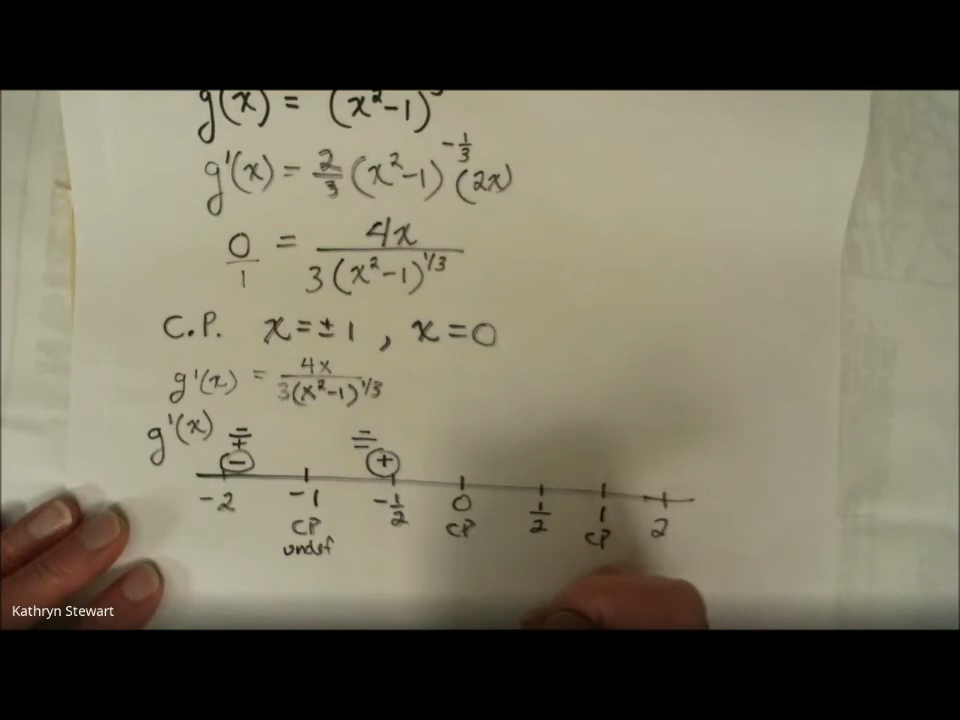 g(x) = (x²-1)
g'(x) = 2/3 (x²-1)^-1/3 (2x)
0/1 = 4x / 3(x²-1)^1/3
C.P. x = ±1 , x = 0
g'(x) = 4x / 3(x²-1)^1/3
g'(x) -/+ -/-
- +
-2 -1 -1/2 0 1/2 1 2
CP CP CP
undef
Kathryn Stewart